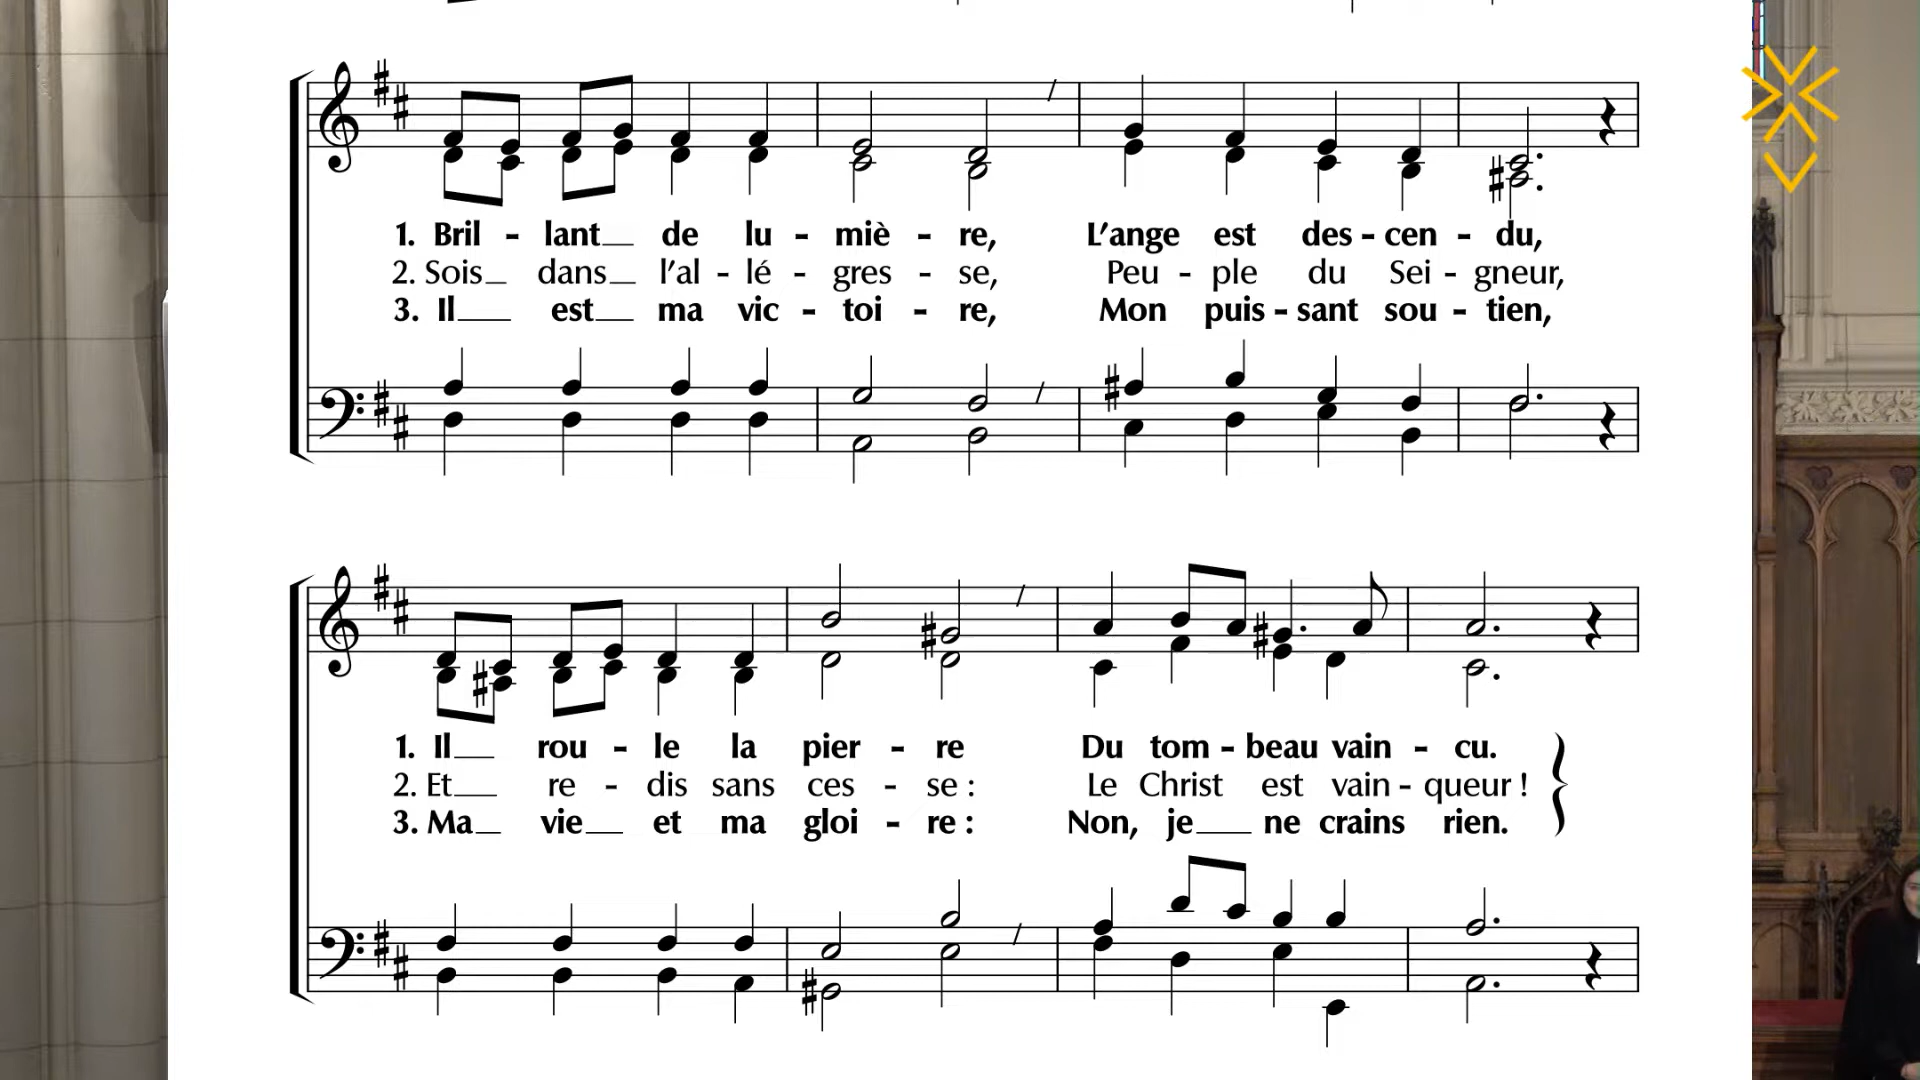 1. Bril - lant de lu - miè - re, L’ange est des - cen - du,
2. Sois dans l’al - lé - gres - se, Peu - ple du Sei - gneur,
3. Il est ma vic - toi - re, Mon puis - sant sou - tien,
1. Il rou - le la pier - re Du tom - beau vain - cu.
2. Et re - dis sans ces - se : Le Christ est vain - queur !
3. Ma vie et ma gloi - re : Non, je ne crains rien.